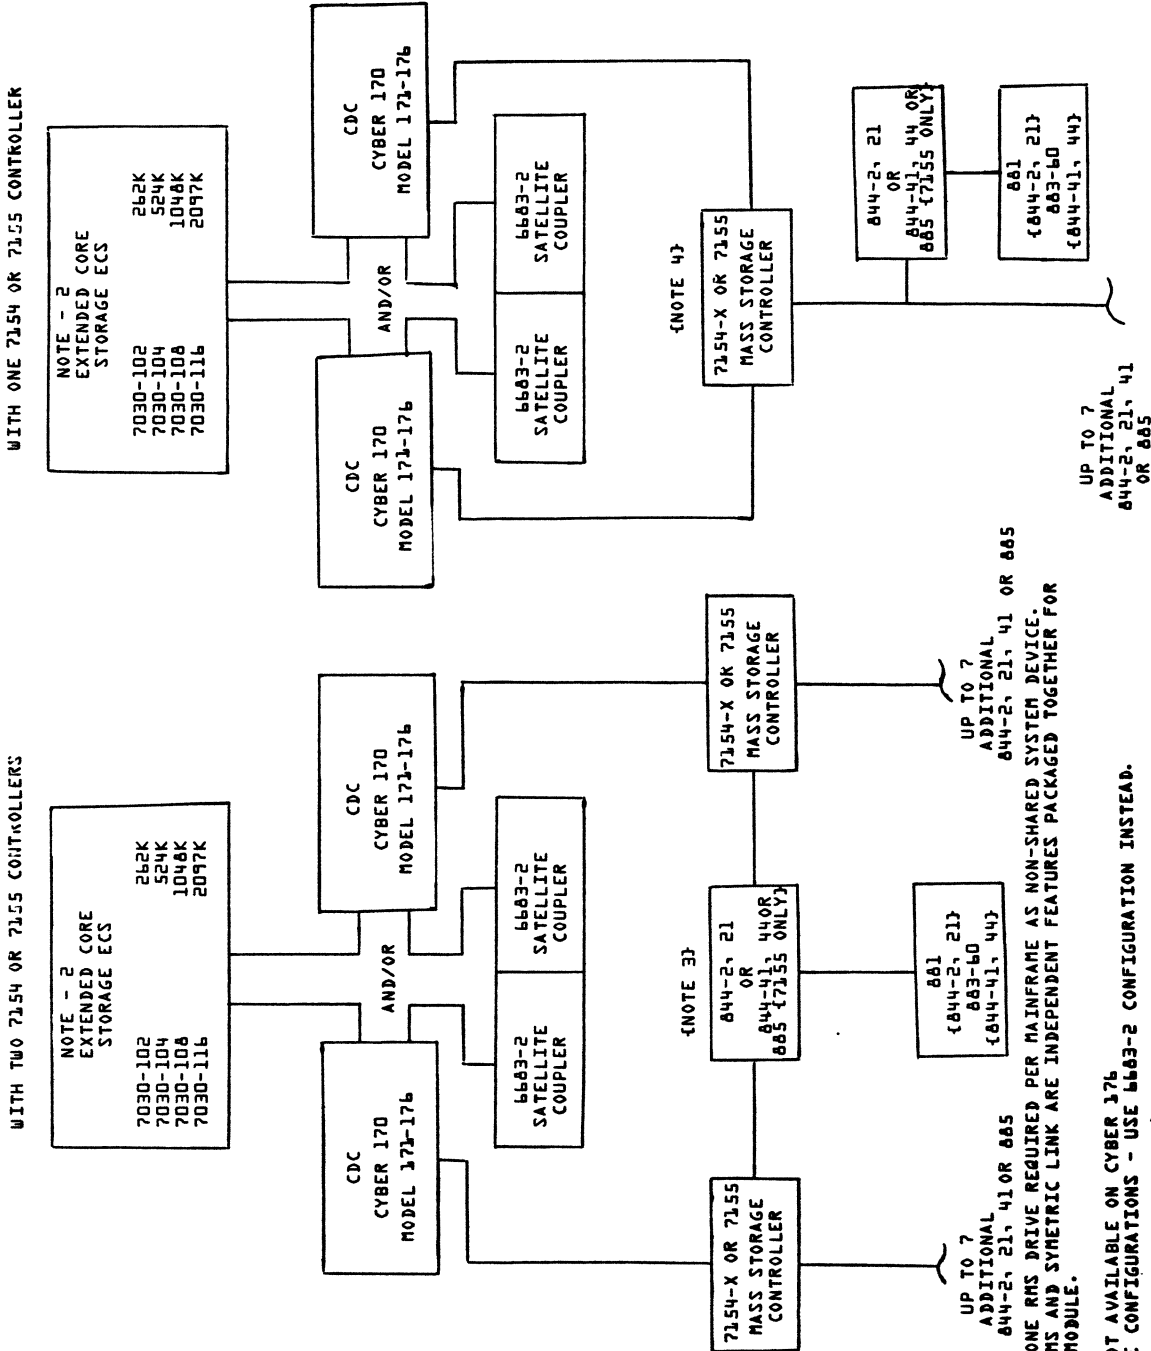 WITH TWO 7154 OR 7155 CONTROLLERS
NOTE - 2
EXTENDED CORE
STORAGE ECS
7030-102 262K
7030-104 524K
7030-108 1048K
7030-116 2097K
CDC
CYBER 170
MODEL 171-176
AND/OR
CDC
CYBER 170
MODEL 171-176
6683-2
SATELLITE
COUPLER
6683-2
SATELLITE
COUPLER
{NOTE 3}
7154-X OR 7155
MASS STORAGE
CONTROLLER
844-2, 21
OR
844-41, 44OR
885 {7155 ONLY}
7154-X OR 7155
MASS STORAGE
CONTROLLER
881
{844-2, 21}
883-60
{844-41, 44}
UP TO 7
ADDITIONAL
844-2, 21, 41OR 885
UP TO 7
ADDITIONAL
844-2, 21, 41 OR 885
WITH ONE 7154 OR 7155 CONTROLLER
NOTE - 2
EXTENDED CORE
STORAGE ECS
7030-102 262K
7030-104 524K
7030-108 1048K
7030-116 2097K
CDC
CYBER 170
MODEL 171-176
AND/OR
CDC
CYBER 170
MODEL 171-176
6683-2
SATELLITE
COUPLER
6683-2
SATELLITE
COUPLER
{NOTE 4}
7154-X OR 7155
MASS STORAGE
CONTROLLER
844-2, 21
OR
844-41, 44 OR
885 {7155 ONLY}
881
{844-2, 21}
883-60
{844-41, 44}
UP TO 7
ADDITIONAL
844-2, 21, 41
OR 885
ONE RMS DRIVE REQUIRED PER MAINFRAME AS NON-SHARED SYSTEM DEVICE.
MS AND SYMETRIC LINK ARE INDEPENDENT FEATURES PACKAGED TOGETHER FOR
MODULE.
AVAILABLE ON CYBER 176
CONFIGURATIONS - USE 6683-2 CONFIGURATION INSTEAD.